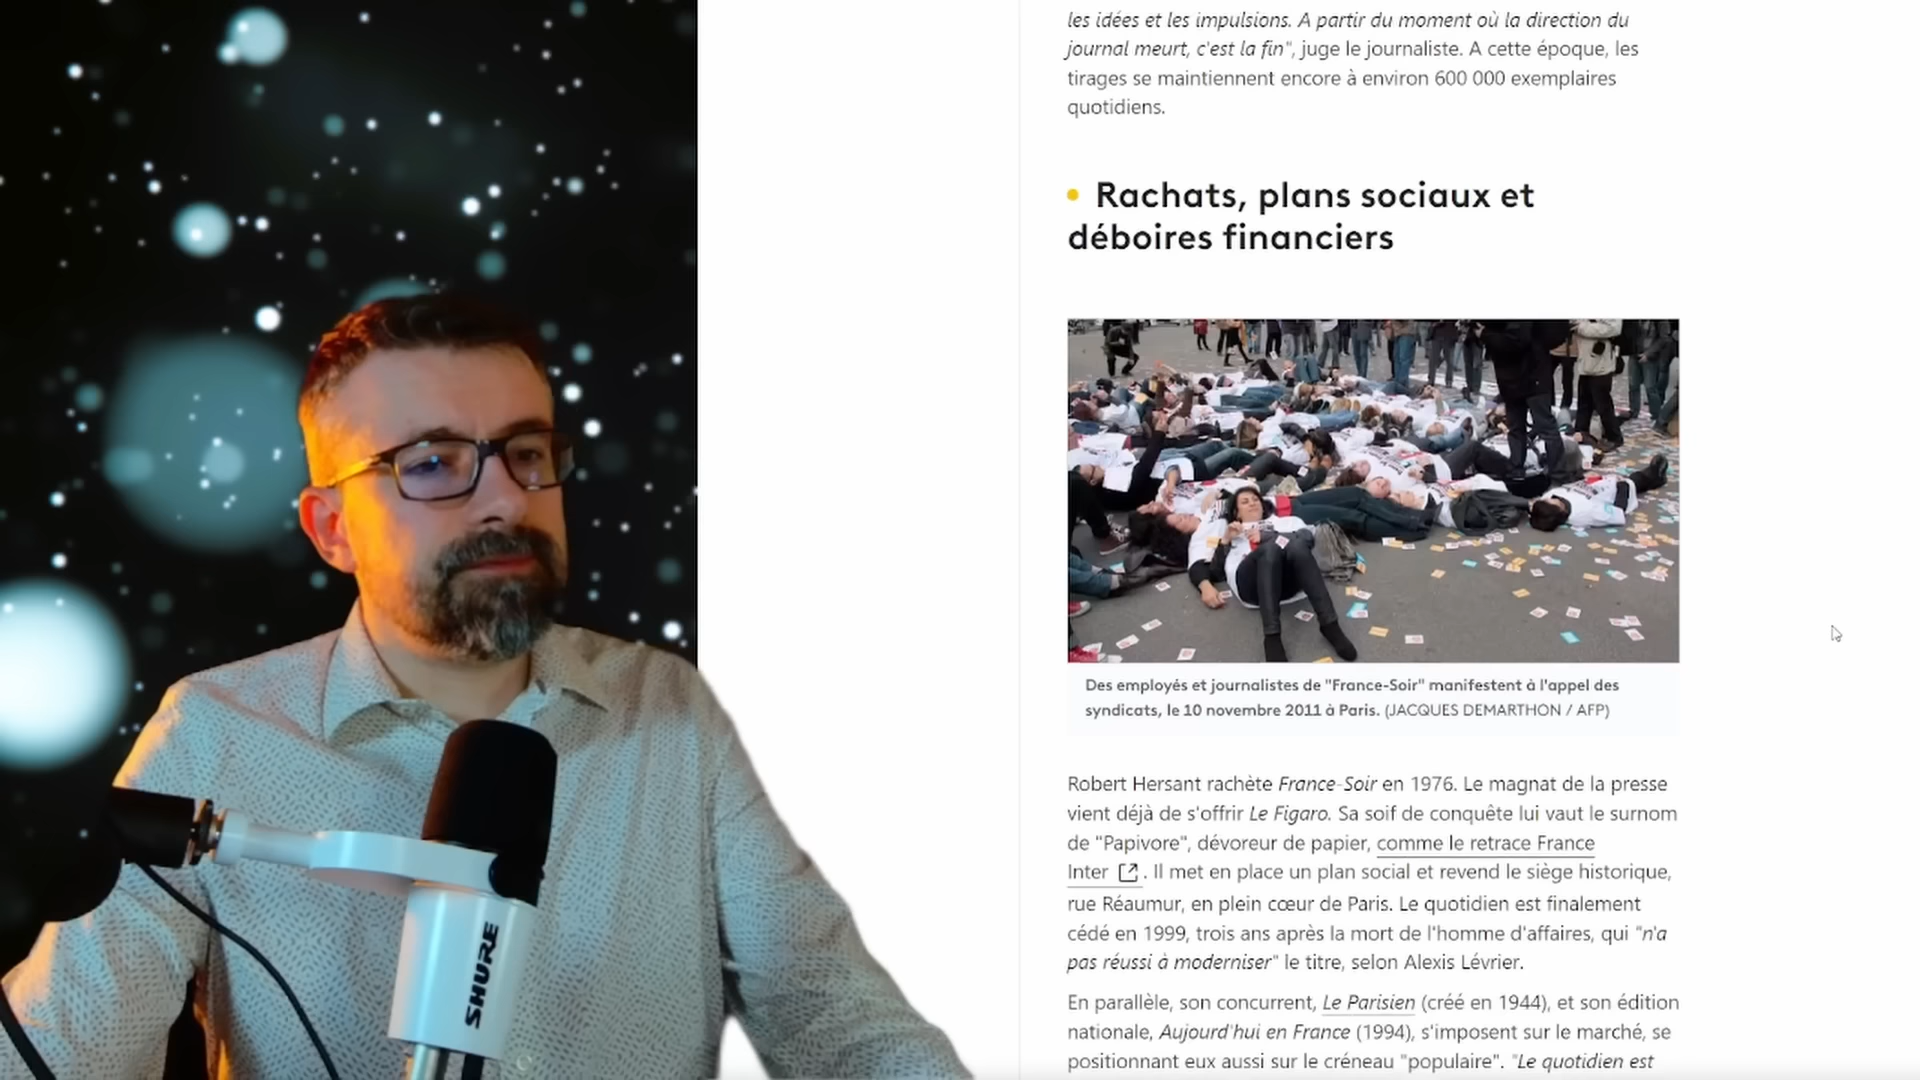 les idées et les impulsions. A partir du moment où la direction du
journal meurt, c'est la fin", juge le journaliste. A cette époque, les
tirages se maintiennent encore à environ 600 000 exemplaires
quotidiens.
Rachats, plans sociaux et
déboires financiers
Des employés et journalistes de "France-Soir" manifestent à l'appel des
syndicats, le 10 novembre 2011 à Paris. (JACQUES DEMARTHON / AFP)
Robert Hersant rachète France-Soir en 1976. Le magnat de la presse
vient déjà de s'offrir Le Figaro. Sa soif de conquête lui vaut le surnom
de "Papivore", dévoreur de papier, comme le retrace France
Inter. Il met en place un plan social et revend le siège historique,
rue Réaumur, en plein cœur de Paris. Le quotidien est finalement
cédé en 1999, trois ans après la mort de l'homme d'affaires, qui "n'a
pas réussi à moderniser" le titre, selon Alexis Lévrier.
En parallèle, son concurrent, Le Parisien (créé en 1944), et son édition
nationale, Aujourd'hui en France (1994), s'imposent sur le marché, se
positionnant eux aussi sur le créneau "populaire". "Le quotidien est
SHURE